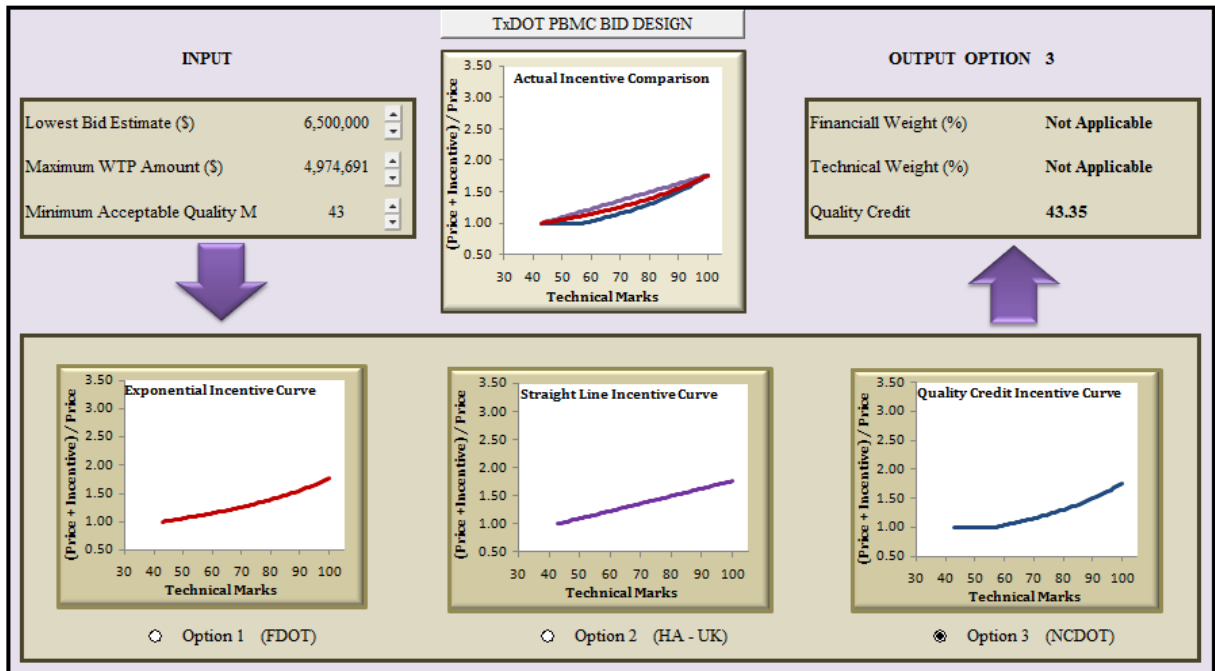 TxDOT PBMC BID DESIGN
INPUT
Lowest Bid Estimate ($) 6,500,000
Maximum WTP Amount ($) 4,974,691
Minimum Acceptable Quality M 43
Actual Incentive Comparison
(Price + Incentive) / Price
3.50
3.00
2.50
2.00
1.50
1.00
0.50
30 40 50 60 70 80 90 100
Technical Marks
OUTPUT OPTION 3
Financiall Weight (%) Not Applicable
Technical Weight (%) Not Applicable
Quality Credit 43.35
Exponential Incentive Curve
(Price + Incentive) / Price
3.50
3.00
2.50
2.00
1.50
1.00
0.50
30 40 50 60 70 80 90 100
Technical Marks
Option 1 (FDOT)
Straight Line Incentive Curve
(Price +Incentive) / Price
3.50
3.00
2.50
2.00
1.50
1.00
0.50
30 40 50 60 70 80 90 100
Technical Marks
Option 2 (HA - UK)
Quality Credit Incentive Curve
(Price + Incentive) / Price
3.50
3.00
2.50
2.00
1.50
1.00
0.50
30 40 50 60 70 80 90 100
Technical Marks
Option 3 (NCDOT)